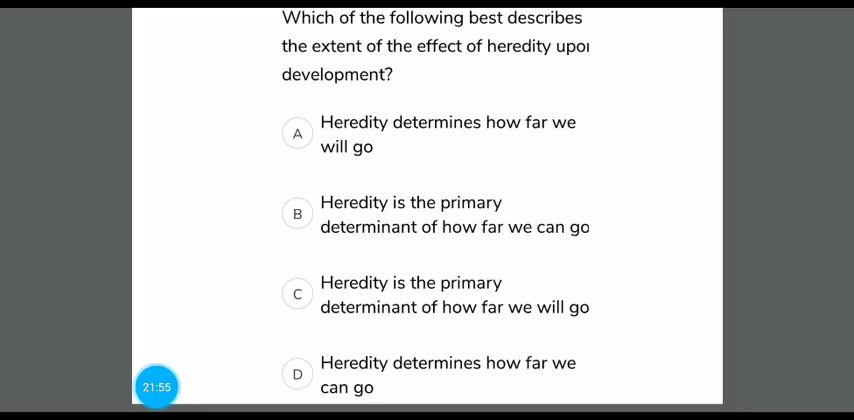 Which of the following best describes
the extent of the effect of heredity upon
development?
A
Heredity determines how far we
will go
B
Heredity is the primary
determinant of how far we can go
C
Heredity is the primary
determinant of how far we will go
D
Heredity determines how far we
can go
21:55